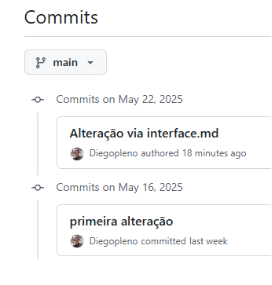 Commits
main
Commits on May 22, 2025
Alteração via interface.md
Diegopleno authored 18 minutes ago
Commits on May 16, 2025
primeira alteração
Diegopleno committed last week